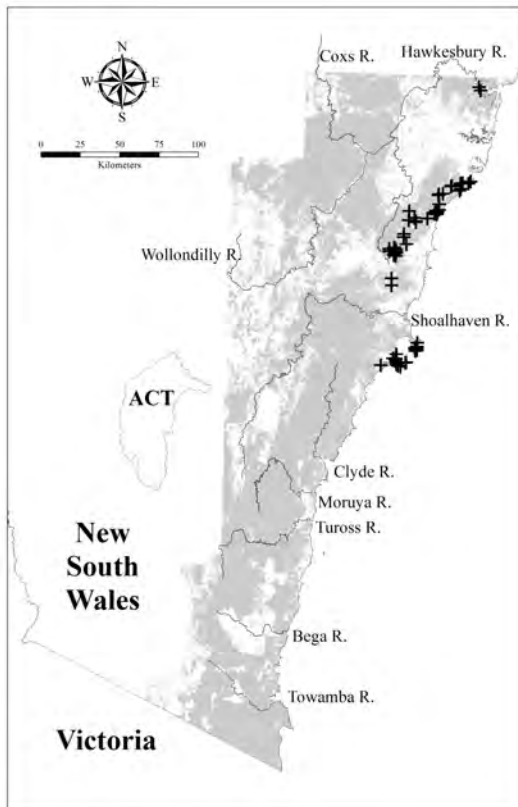 Coxs R.
Hawkesbury R.
N
W E
S
0 25 50 75 100
Kilometers
Wollondilly R.
Shoalhaven R.
ACT
Clyde R.
Moruya R.
Tuross R.
New
South
Wales
Bega R.
Towamba R.
Victoria